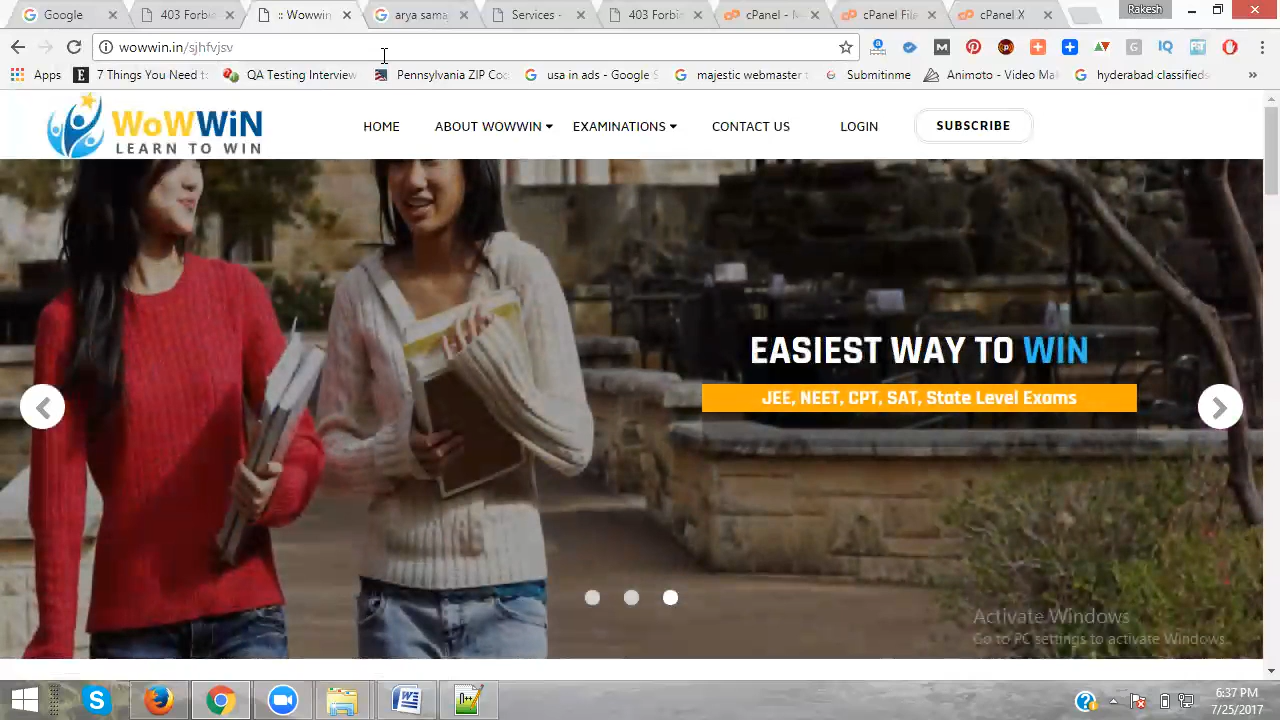 Google
403 Forbi
:: Wowwin
arya sama
Services -
403 Forbi
cPanel - M
cPanel File
cPanel X
Rakesh
wowwin.in/sjhfvjsv
Apps
7 Things You Need t
QA Testing Interview
Pennsylvania ZIP Co
usa in ads - Google S
majestic webmaster t
Submitinme
Animoto - Video Ma
hyderabad classifieds
»
WoWWiN
LEARN TO WIN
HOME
ABOUT WOWWIN
EXAMINATIONS
CONTACT US
LOGIN
SUBSCRIBE
EASIEST WAY TO WIN
JEE, NEET, CPT, SAT, State Level Exams
Activate Windows
Go to PC settings to activate Windows.
6:37 PM
7/25/2017